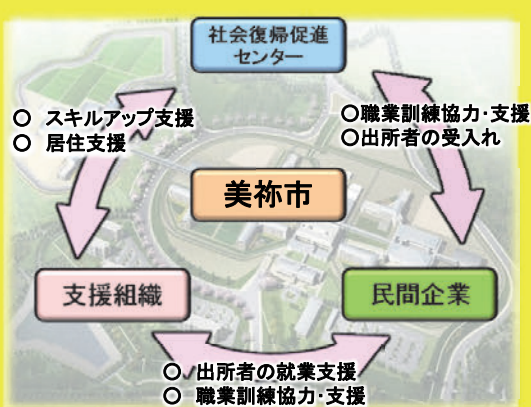 社会復帰促進
センター
○ スキルアップ支援
○ 居住支援
○職業訓練協力･支援
○出所者の受入れ
美祢市
支援組織
民間企業
○ 出所者の就業支援
○ 職業訓練協力･支援